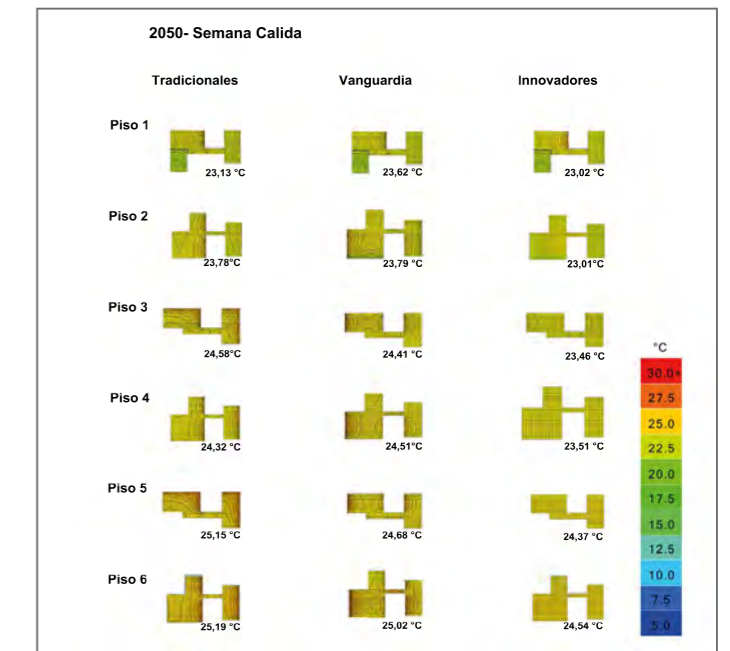 2050- Semana Calida
Tradicionales Vanguardia Innovadores
Piso 1
23,13 °C 23,62 °C 23,02 °C
Piso 2
23,78°C 23,79 °C 23,01°C
Piso 3
24,58°C 24,41 °C 23,46 °C
Piso 4
24,32 °C 24,51°C 23,51 °C
Piso 5
25,15 °C 24,68 °C 24,37 °C
Piso 6
25,19 °C 25,02 °C 24,54 °C
°C
30.0+
27.5
25.0
22.5
20.0
17.5
15.0
12.5
10.0
7.5
5.0